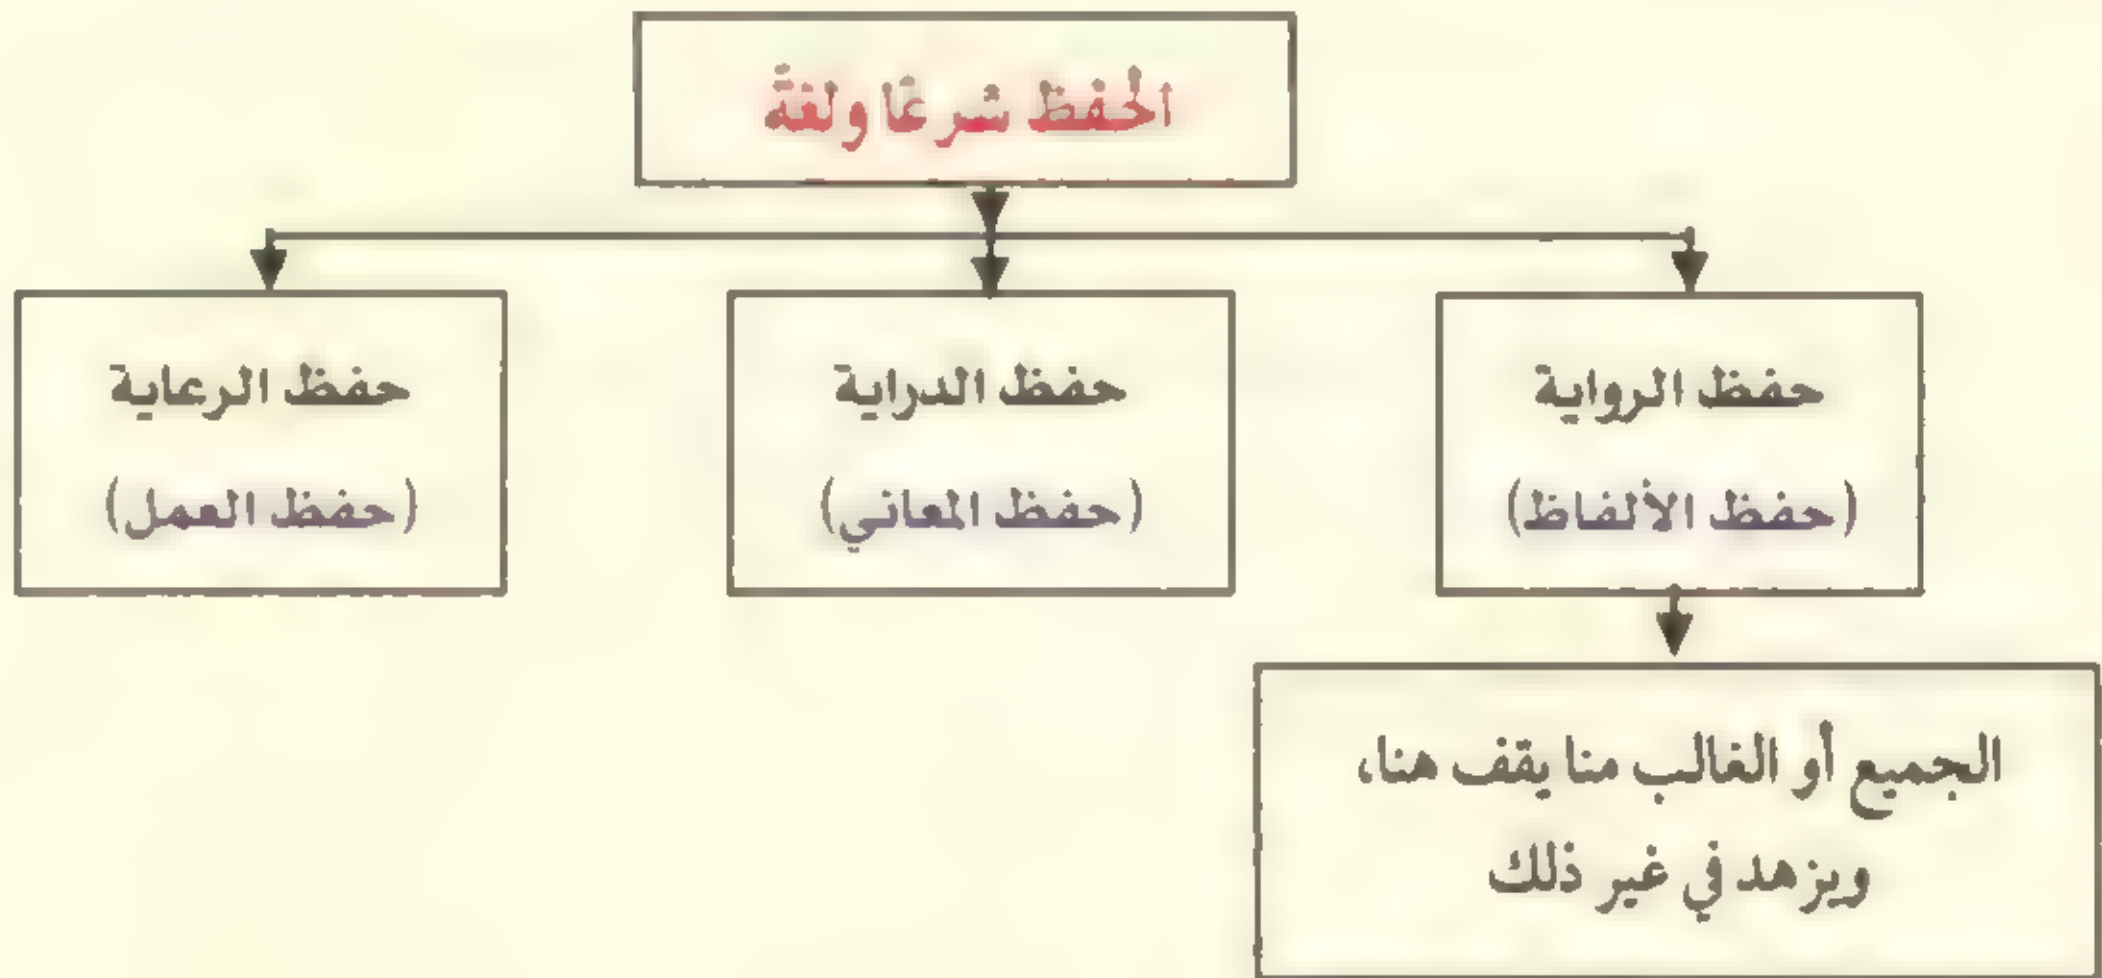 الحفظ شرعًا ولغةً
حفظ الرواية
(حفظ الألفاظ)
حفظ الدراية
(حفظ المعاني)
حفظ الرعاية
(حفظ العمل)
الجميع أو الغالب منا يقف هنا،
ويزهد في غير ذلك